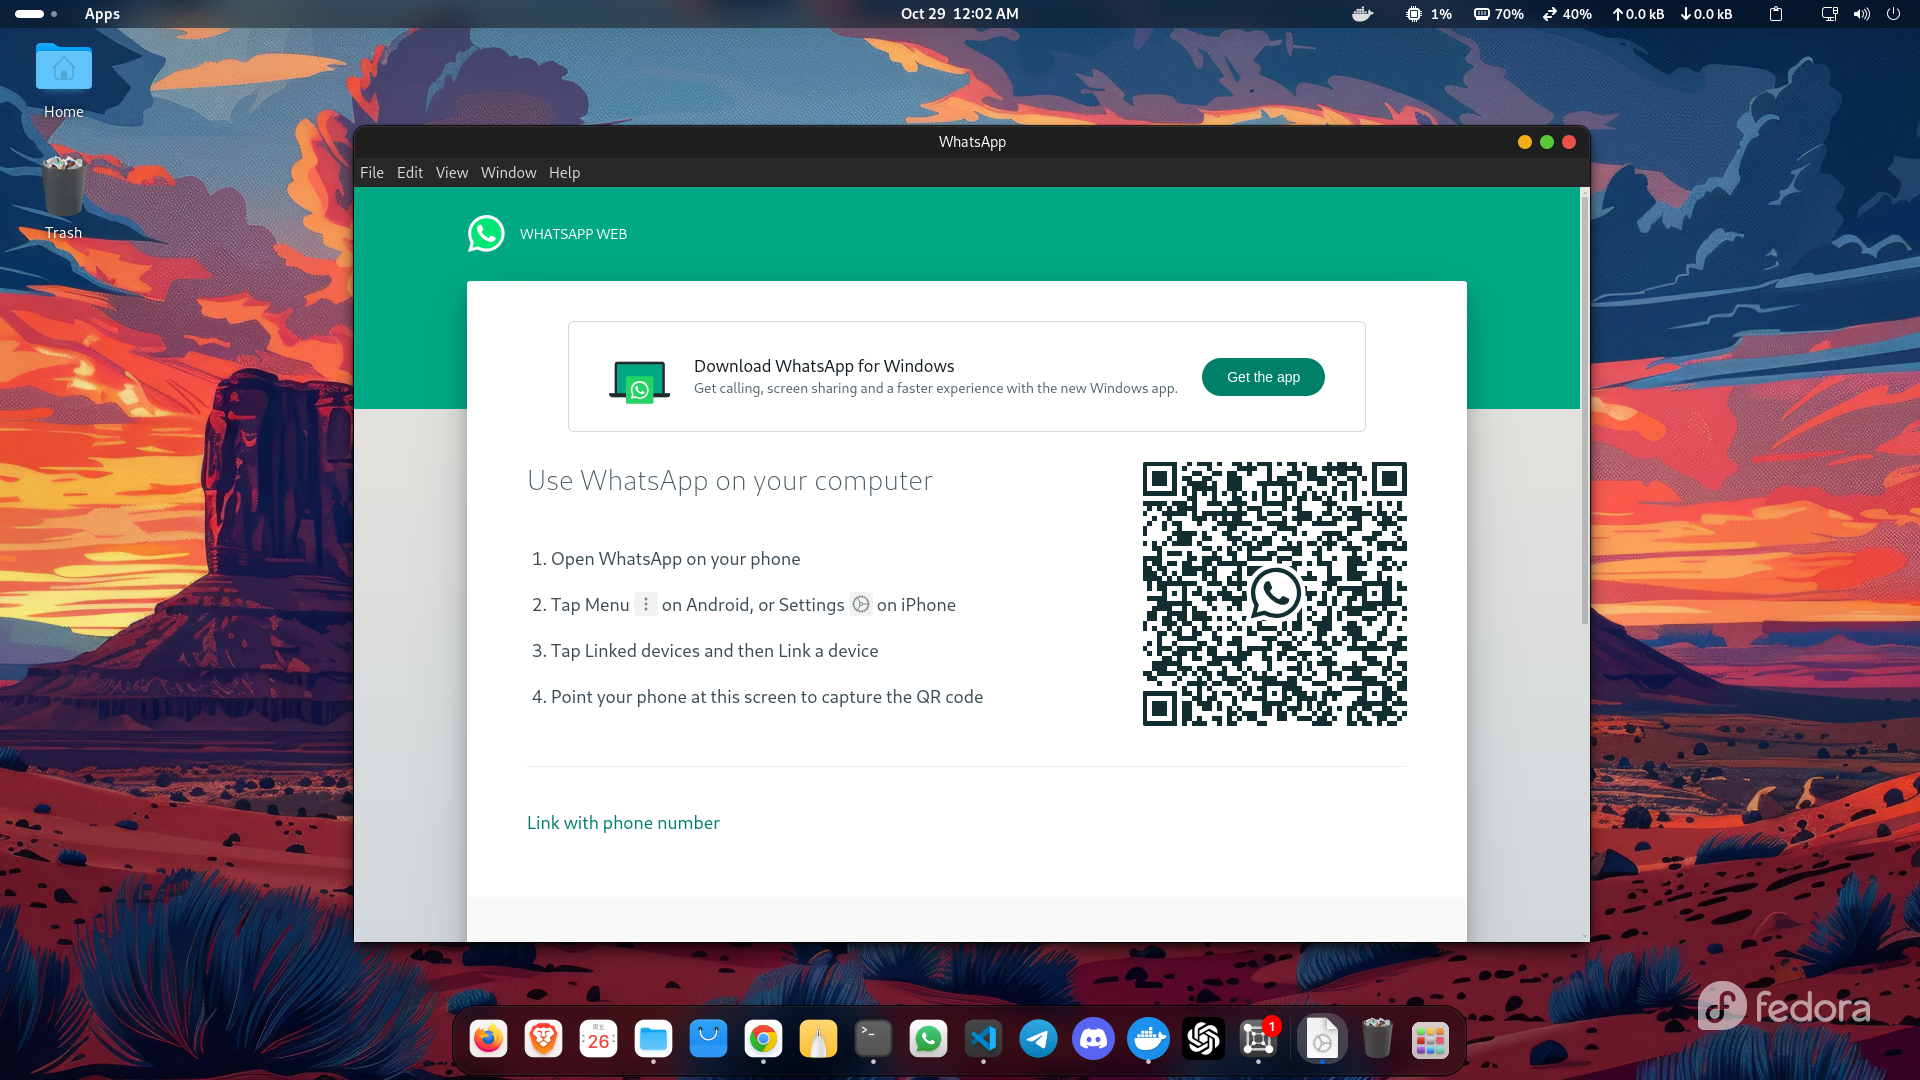 Apps
Oct 29 12:02 AM
1%
70%
40%
0.0 kB
0.0 kB
Home
Trash
WhatsApp
File Edit View Window Help
WHATSAPP WEB
Download WhatsApp for Windows
Get calling, screen sharing and a faster experience with the new Windows app.
Get the app
Use WhatsApp on your computer
1. Open WhatsApp on your phone
2. Tap Menu on Android, or Settings on iPhone
3. Tap Linked devices and then Link a device
4. Point your phone at this screen to capture the QR code
Link with phone number
fedora
周五
26
>_
1